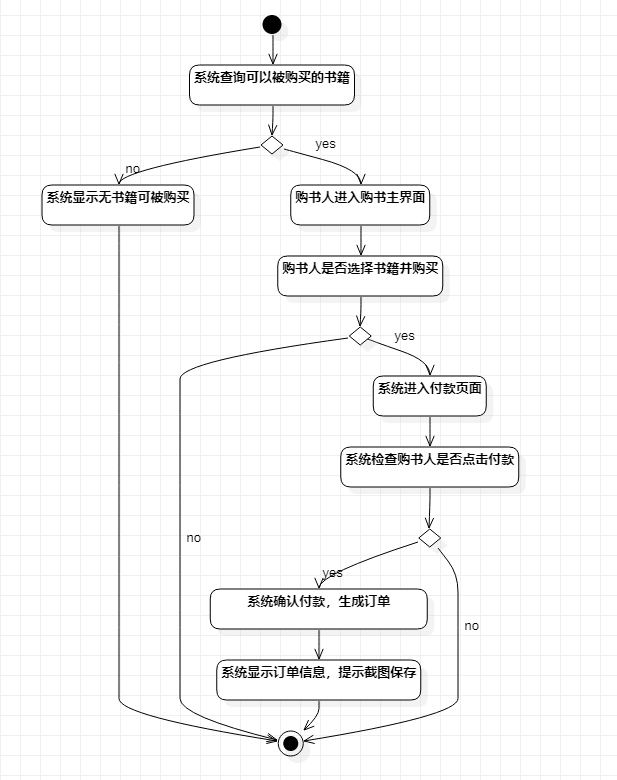 系统查询可以被购买的书籍
yes
no
系统显示无书籍可被购买
购书人进入购书主界面
购书人是否选择书籍并购买
yes
系统进入付款页面
系统检查购书人是否点击付款
no
yes
系统确认付款，生成订单
no
系统显示订单信息，提示截图保存